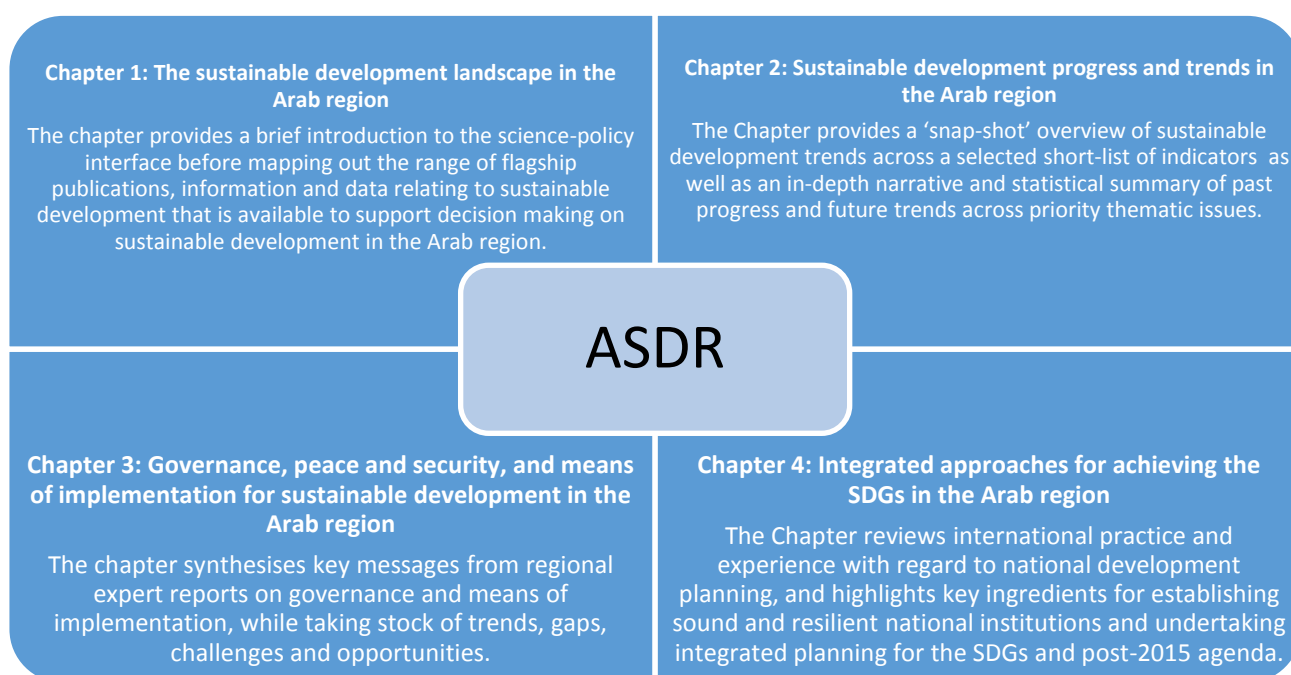 Chapter 1: The sustainable development landscape in the
Arab region
The chapter provides a brief introduction to the science-policy
interface before mapping out the range of flagship
publications, information and data relating to sustainable
development that is available to support decision making on
sustainable development in the Arab region.
Chapter 2: Sustainable development progress and trends in
the Arab region
The Chapter provides a ‘snap-shot’ overview of sustainable
development trends across a selected short-list of indicators as
well as an in-depth narrative and statistical summary of past
progress and future trends across priority thematic issues.
ASDR
Chapter 3: Governance, peace and security, and means
of implementation for sustainable development in the
Arab region
The chapter synthesises key messages from regional
expert reports on governance and means of
implementation, while taking stock of trends, gaps,
challenges and opportunities.
Chapter 4: Integrated approaches for achieving the
SDGs in the Arab region
The Chapter reviews international practice and
experience with regard to national development
planning, and highlights key ingredients for establishing
sound and resilient national institutions and undertaking
integrated planning for the SDGs and post-2015 agenda.